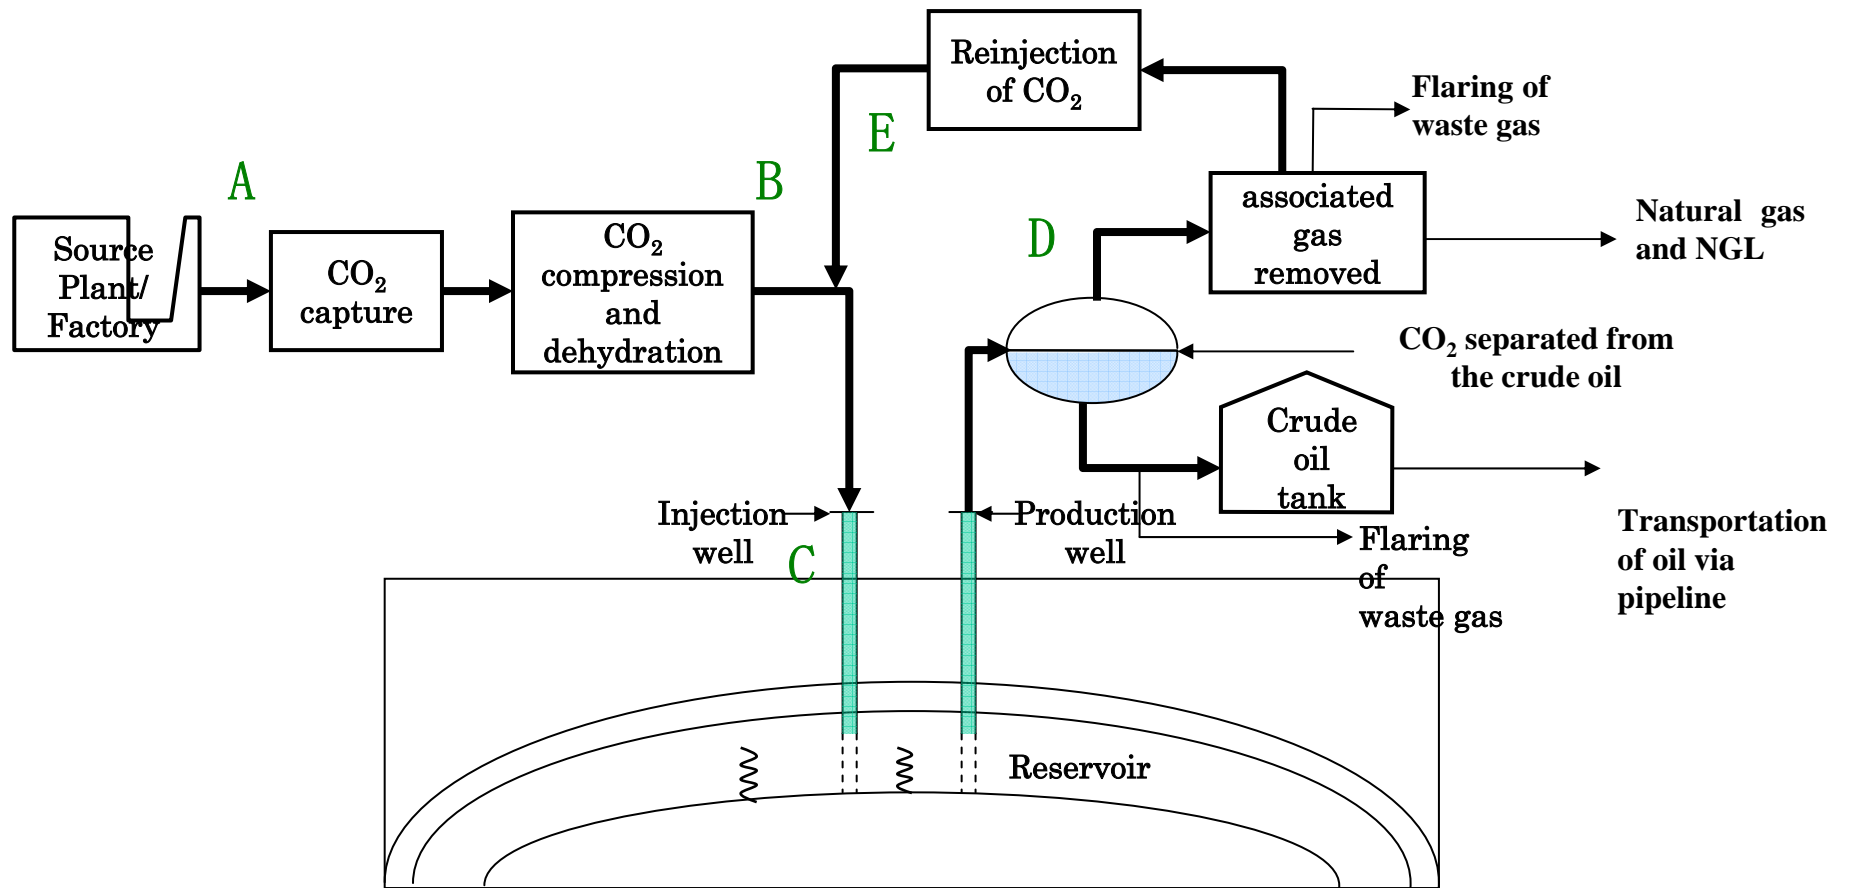 Reinjection
of CO2
Flaring of
waste gas
E
A
B
associated
gas
removed
Natural gas
and NGL
D
Source
Plant/
Factory
CO2
capture
CO2
compression
and
dehydration
CO2 separated from
the crude oil
Crude
oil
tank
Injection
well
C
Production
well
Flaring
of
waste gas
Transportation
of oil via
pipeline
Reservoir